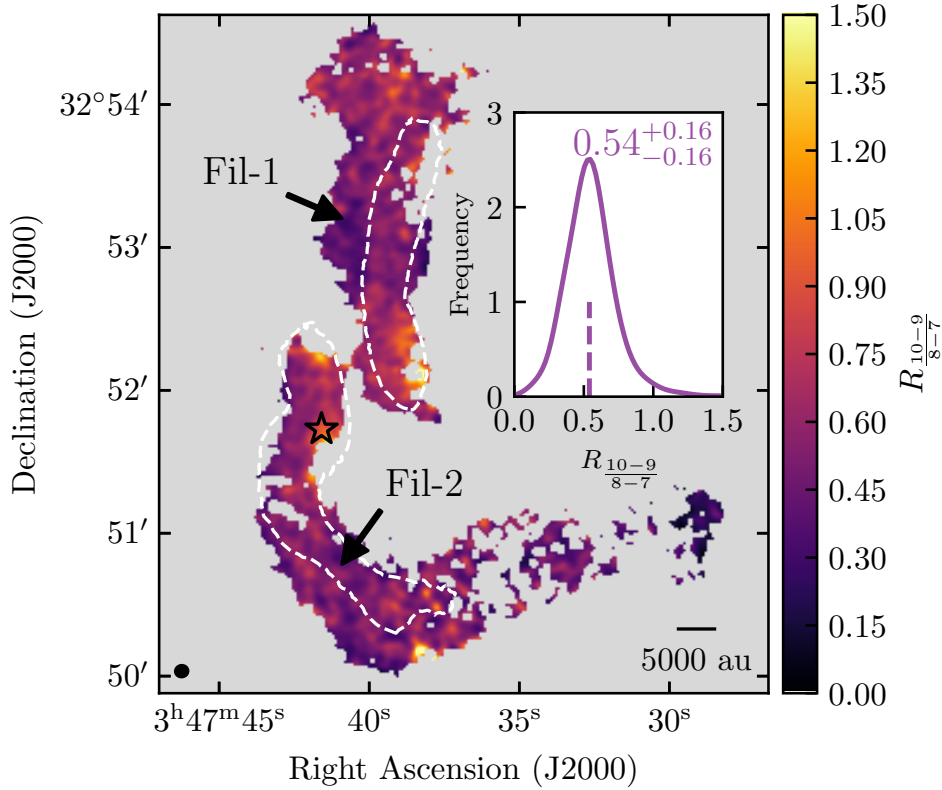 Declination (J2000)
32°54′
53′
52′
51′
50′
Fil-1
Fil-2
Frequency
3
2
1
0
0.54+0.16−0.16
0.0 0.5 1.0 1.5
R10−9/8−7
5000 au
3h47m45s 40s 35s 30s
Right Ascension (J2000)
1.50
1.35
1.20
1.05
0.90
0.75
0.60
0.45
0.30
0.15
0.00
R10−9/8−7